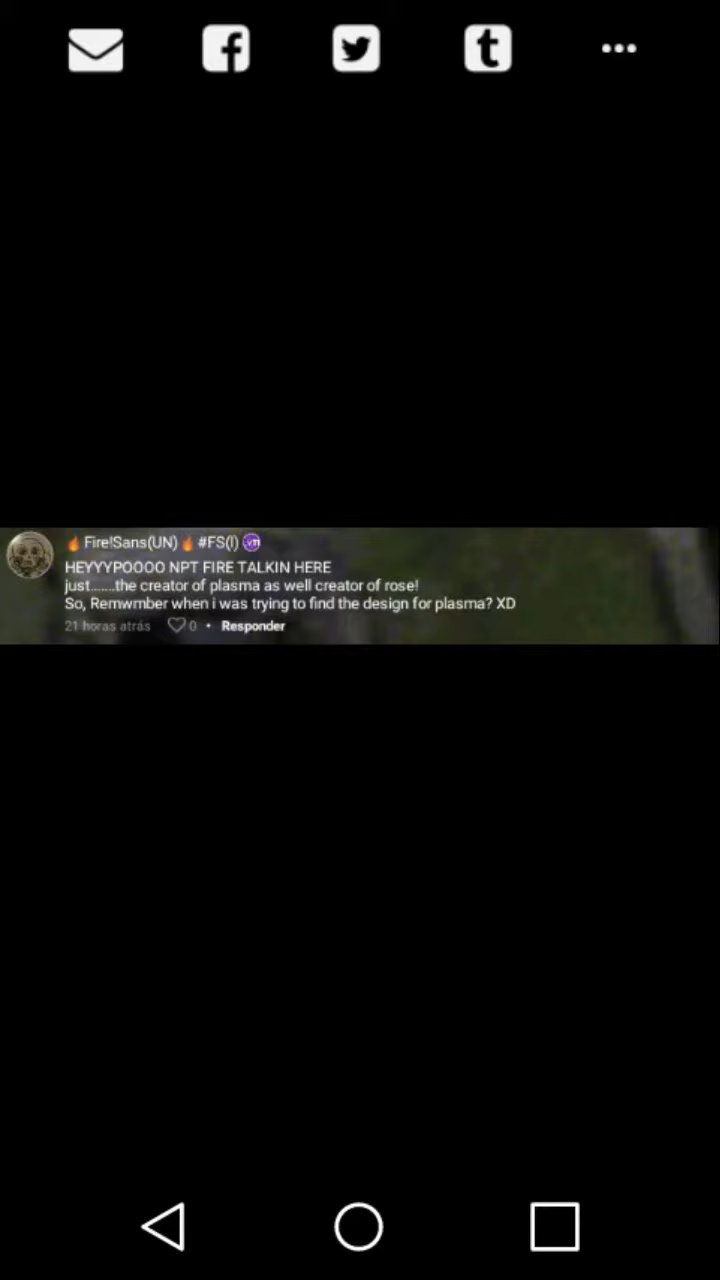 🔥Fire!Sans(UN)🔥#FS(I)
HEYYYPOOOO NPT FIRE TALKIN HERE
just.......the creator of plasma as well creator of rose!
So, Remwmber when i was trying to find the design for plasma? XD
21 horas atrás 0 • Responder